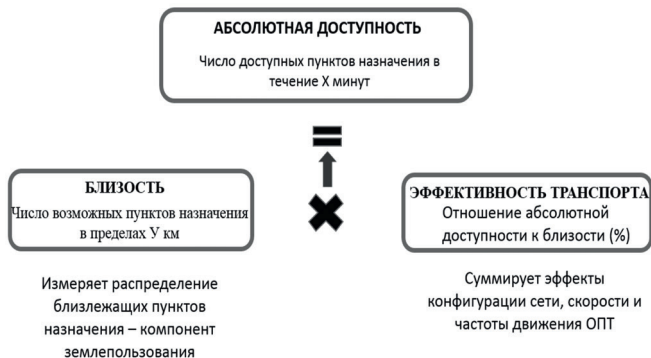 АБСОЛЮТНАЯ ДОСТУПНОСТЬ
Число доступных пунктов назначения в
течение X минут
БЛИЗОСТЬ
Число возможных пунктов назначения
в пределах У км
ЭФФЕКТИВНОСТЬ ТРАНСПОРТА
Отношение абсолютной
доступности к близости (%)
Измеряет распределение
близлежащих пунктов
назначения – компонент
землепользования
Суммирует эффекты
конфигурации сети, скорости и
частоты движения ОПТ